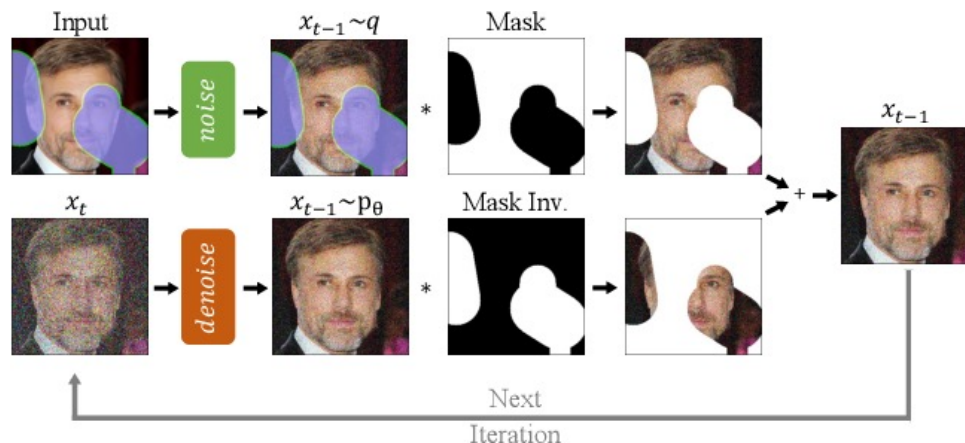 Input
x_{t−1}~q
Mask
noise
*
x_{t−1}
+
x_t
x_{t−1}~p_θ
Mask Inv.
denoise
*
Next
Iteration